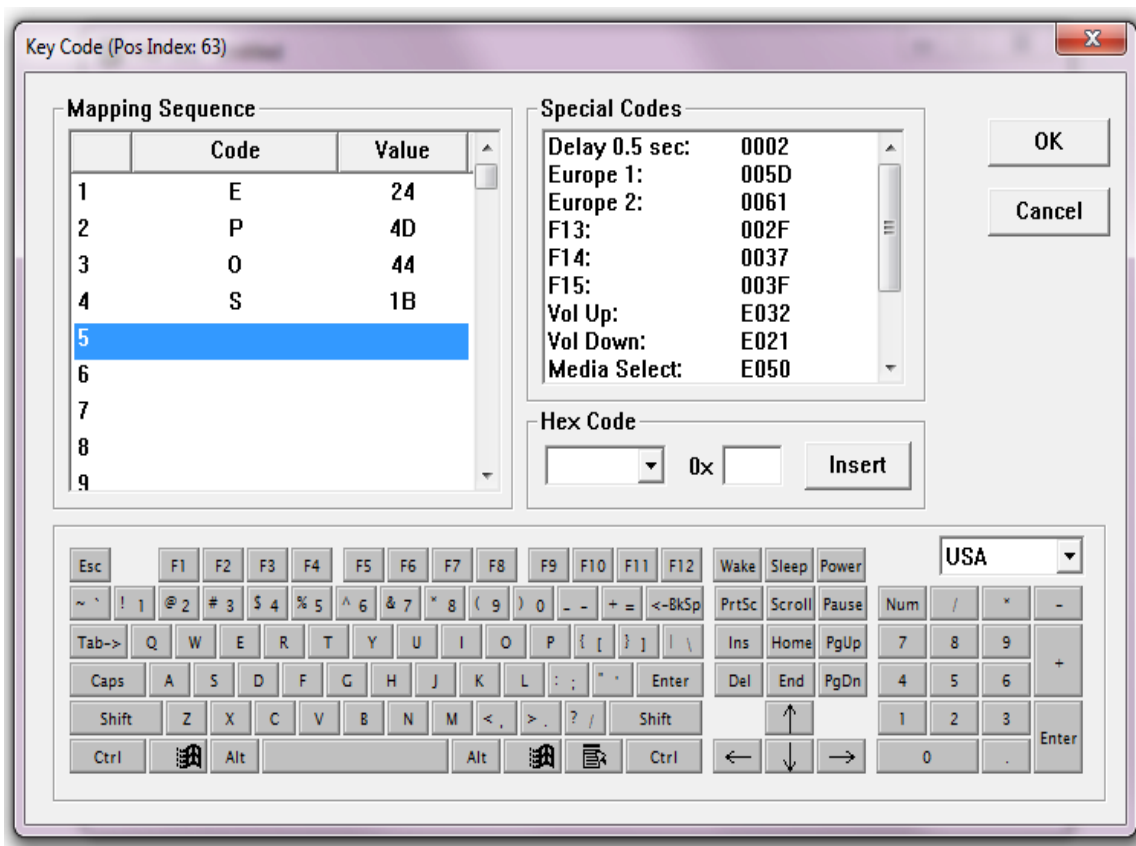 Key Code (Pos Index: 63)
Mapping Sequence
Code Value
1 E 24
2 P 4D
3 O 44
4 S 1B
5
6
7
8
9
Special Codes
Delay 0.5 sec: 0002
Europe 1: 005D
Europe 2: 0061
F13: 002F
F14: 0037
F15: 003F
Vol Up: E032
Vol Down: E021
Media Select: E050
Hex Code
0x
Insert
OK
Cancel
USA
Esc F1 F2 F3 F4 F5 F6 F7 F8 F9 F10 F11 F12 Wake Sleep Power
~ ` ! 1 @ 2 # 3 $ 4 % 5 ^ 6 & 7 * 8 ( 9 ) 0 _ - + = <-BkSp PrtSc Scroll Pause Num / * -
Tab-> Q W E R T Y U I O P { [ } ] | \ Ins Home PgUp 7 8 9 +
Caps A S D F G H J K L : ; " ' Enter Del End PgDn 4 5 6
Shift Z X C V B N M < , > . ? / Shift ↑ 1 2 3 Enter
Ctrl Alt Alt Ctrl ← ↓ → 0 .